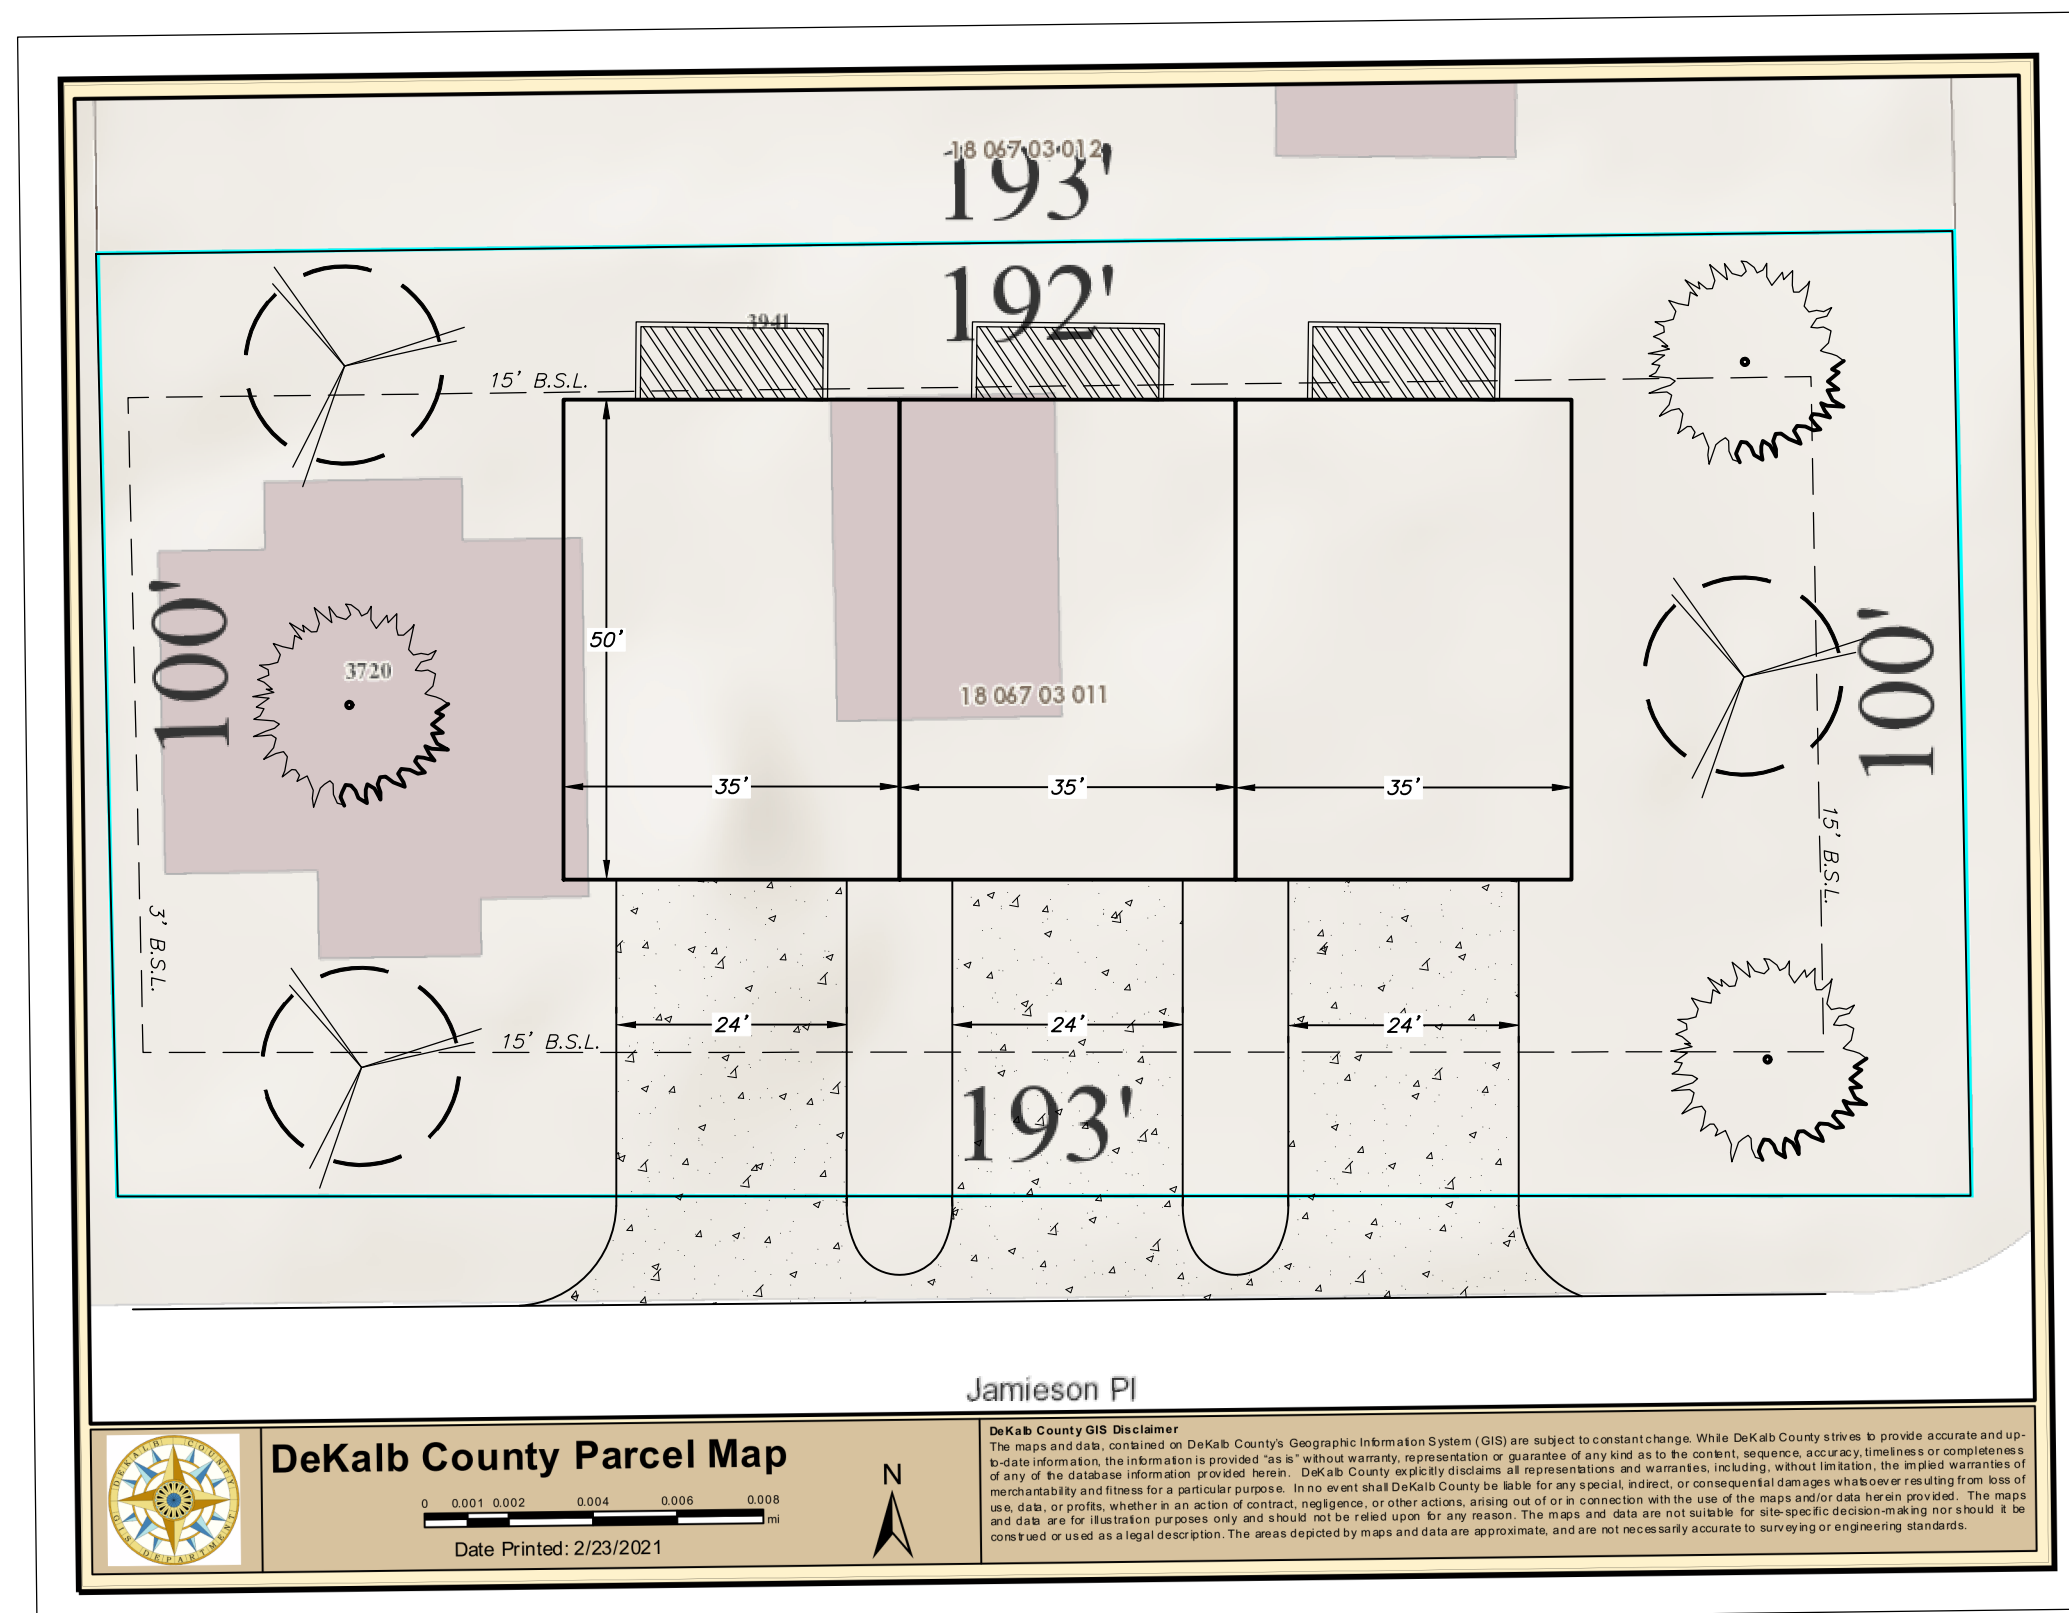 18 067 03 012
193'
192'
3941
15' B.S.L.
50'
100'
3720
100'
18 067 03 011
35' 35' 35'
15' B.S.L.
3' B.S.L.
24' 24' 24'
15' B.S.L.
193'
Jamieson Pl
DEKALB COUNTY
GIS DEPARTMENT
DeKalb County Parcel Map
0 0.001 0.002 0.004 0.006 0.008
mi
Date Printed: 2/23/2021
N
DeKalb County GIS Disclaimer
The maps and data, contained on DeKalb County's Geographic Information System (GIS) are subject to constant change. While DeKalb County strives to provide accurate and up-
to-date information, the information is provided "as is" without warranty, representation or guarantee of any kind as to the content, sequence, accuracy, timeliness or completeness
of any of the database information provided herein. DeKalb County explicitly disclaims all representations and warranties, including, without limitation, the implied warranties of
merchantability and fitness for a particular purpose. In no event shall DeKalb County be liable for any special, indirect, or consequential damages whatsoever resulting from loss of
use, data, or profits, whether in an action of contract, negligence, or other actions, arising out of or in connection with the use of the maps and/or data herein provided. The maps
and data are for illustration purposes only and should not be relied upon for any reason. The maps and data are not suitable for site-specific decision-making nor should it be
construed or used as a legal description. The areas depicted by maps and data are approximate, and are not necessarily accurate to surveying or engineering standards.